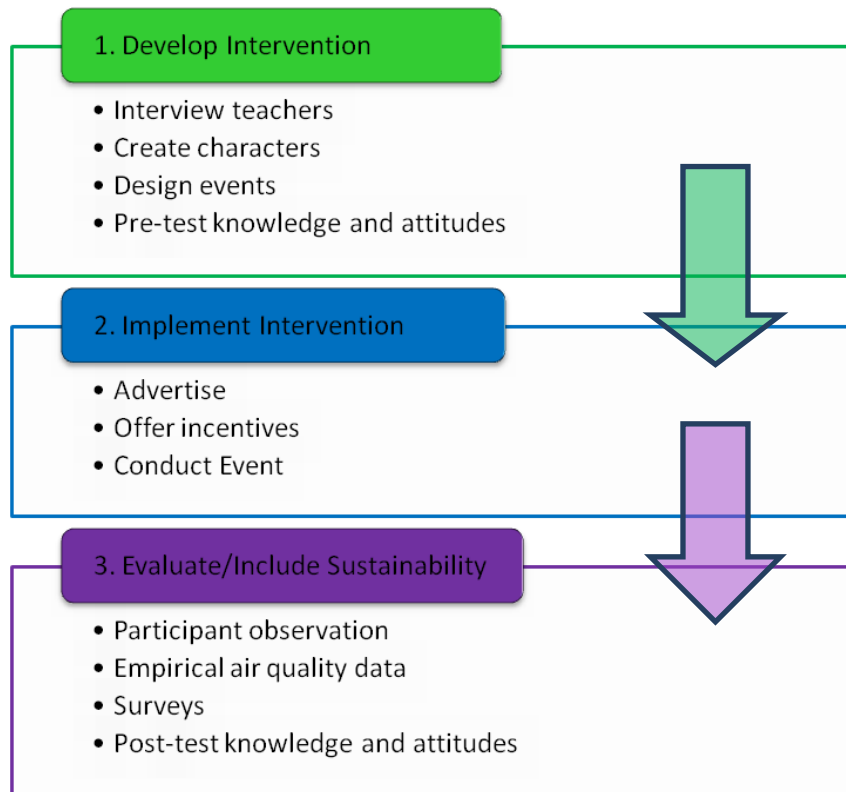 1. Develop Intervention
• Interview teachers
• Create characters
• Design events
• Pre-test knowledge and attitudes
2. Implement Intervention
• Advertise
• Offer incentives
• Conduct Event
3. Evaluate/Include Sustainability
• Participant observation
• Empirical air quality data
• Surveys
• Post-test knowledge and attitudes